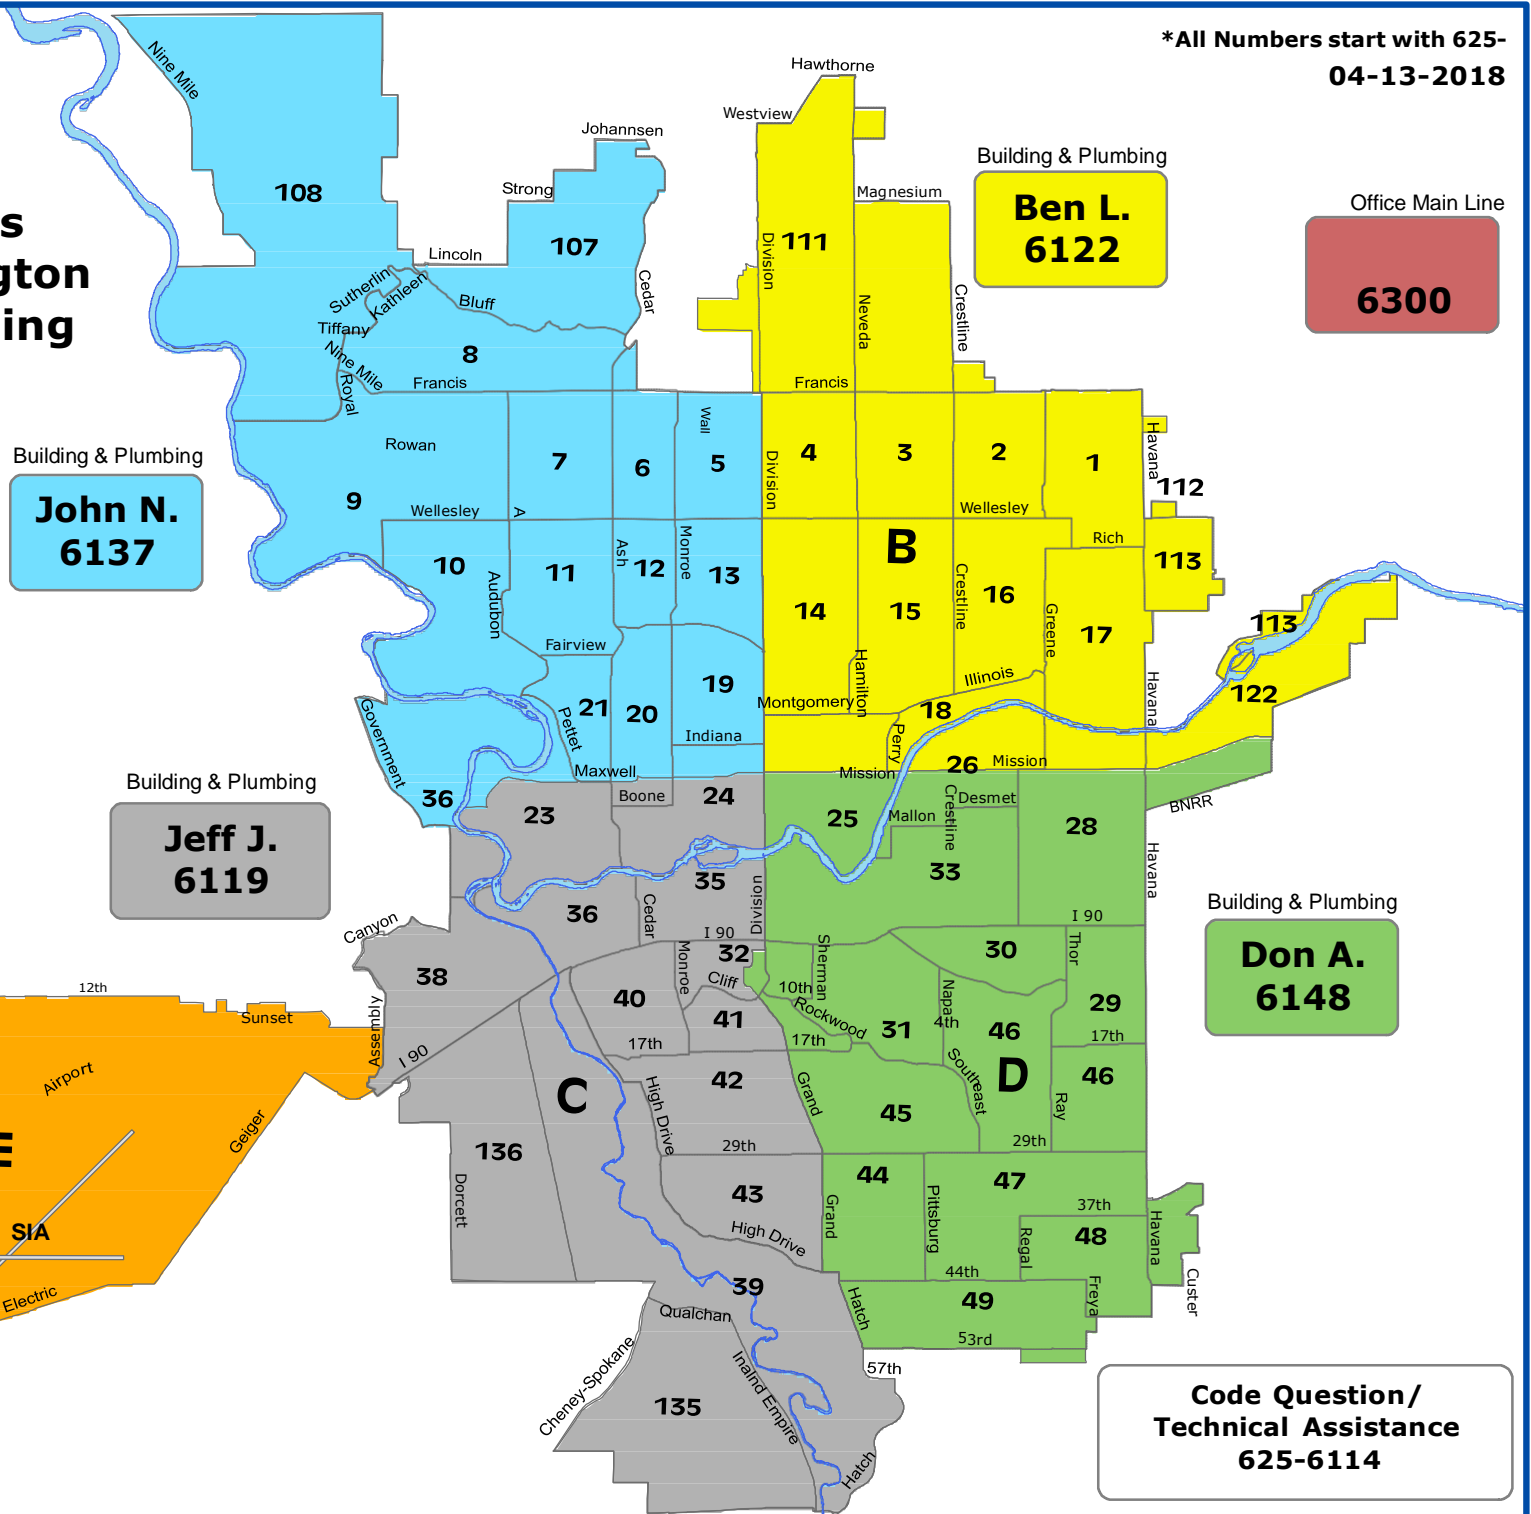 *All Numbers start with 625-
04-13-2018
Hawthorne
Nine Mile
Westview
Johannsen
Building & Plumbing
Ben L.
6122
Magnesium
Strong
108
Office Main Line
6300
s
gton
ing
107
111
Division
Lincoln
Sutherlin
Kathleen
Bluff
Cedar
Neveda
Crestline
Tiffany
Nine Mile
8
Royal
Francis
Francis
Building & Plumbing
John N.
6137
Rowan
Wall
9
7
6
5
Division
4
3
2
1
Havana
112
Wellesley
A
Wellesley
Rich
B
10
Audubon
11
Ash
12
Monroe
13
14
15
Crestline
16
Greene
17
113
113
Fairview
Hamilton
Illinois
19
Montgomery
18
Havana
122
Government
Pettet
21
20
Indiana
Perry
Maxwell
Mission
26
Mission
Building & Plumbing
Jeff J.
6119
36
23
Boone
24
25
Mallon
Crestline
Desmet
28
BNRR
33
Havana
35
Division
36
Cedar
I 90
I 90
Building & Plumbing
Don A.
6148
Canyon
38
32
Monroe
Cliff
Sherman
30
Thor
12th
Sunset
Assembly
40
41
10th
Rockwood
Napa
4th
31
46
29
17th
17th
17th
I 90
Airport
Geiger
C
High Drive
42
Grand
45
Southeast
D
46
Ray
E
136
29th
29th
Dorcett
43
44
47
SIA
High Drive
Grand
Pittsburg
37th
Regal
48
Havana
Electric
39
44th
Freya
Custer
Qualchan
Hatch
49
53rd
Cheney-Spokane
Inalnd Empire
57th
135
Hatch
Code Question/
Technical Assistance
625-6114